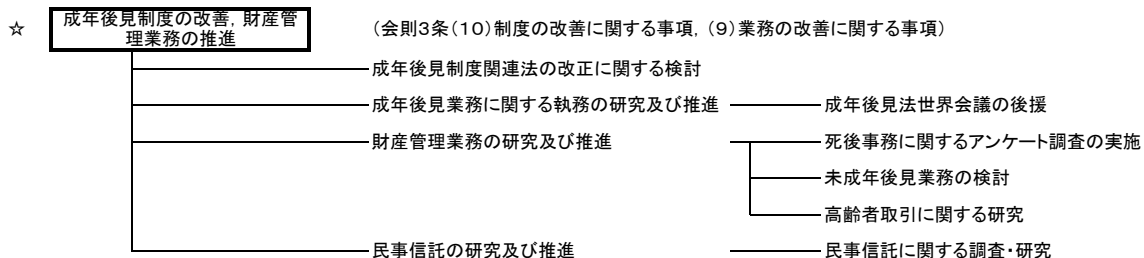 ☆
成年後見制度の改善，財産管
理業務の推進
（会則３条（１０）制度の改善に関する事項，（９）業務の改善に関する事項）
成年後見制度関連法の改正に関する検討
成年後見業務に関する執務の研究及び推進
成年後見法世界会議の後援
財産管理業務の研究及び推進
死後事務に関するアンケート調査の実施
未成年後見業務の検討
高齢者取引に関する研究
民事信託の研究及び推進
民事信託に関する調査・研究